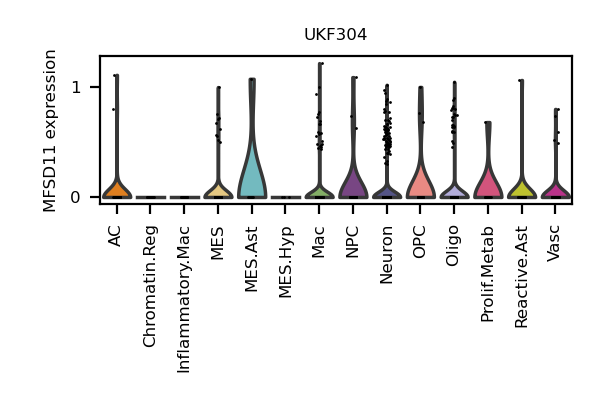 UKF304
MFSD11 expression
1
0
AC
Chromatin.Reg
Inflammatory.Mac
MES
MES.Ast
MES.Hyp
Mac
NPC
Neuron
OPC
Oligo
Prolif.Metab
Reactive.Ast
Vasc